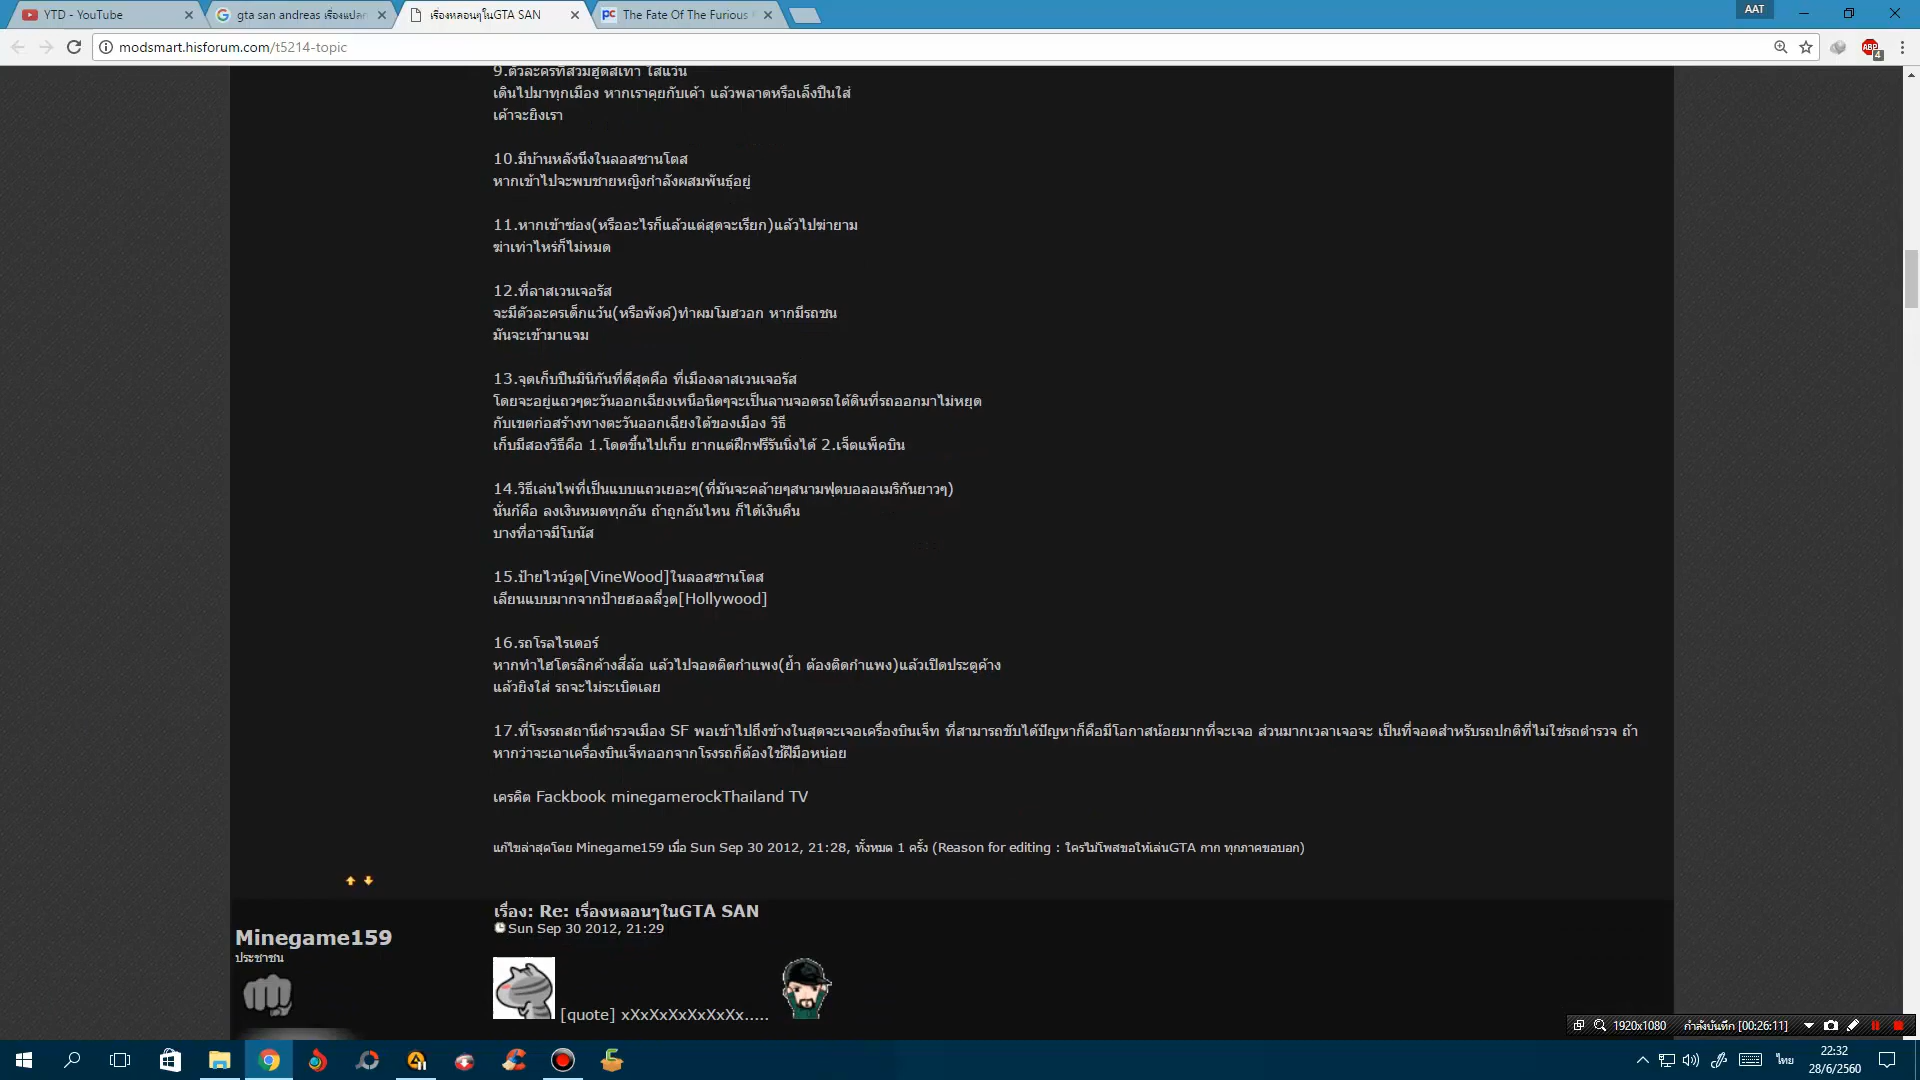 YTD - YouTube
gta san andreas เรื่องแปลก
เรื่องหลอนๆในGTA SAN
The Fate Of The Furious
AAT
modsmart.hisforum.com/t5214-topic
9.ตัวละครที่สวมฮูดสีเทา ใส่แว่น
เดินไปมาทุกเมือง หากเราคุยกับเค้า แล้วพลาดหรือเล็งปืนใส่
เค้าจะยิงเรา
10.มีบ้านหลังนึงในลอสซานโตส
หากเข้าไปจะพบชายหญิงกำลังผสมพันธุ์อยู่
11.หากเข้าซ่อง(หรืออะไรก็แล้วแต่สุดจะเรียก)แล้วไปฆ่ายาม
ฆ่าเท่าไหร่ก็ไม่หมด
12.ที่ลาสเวนเจอรัส
จะมีตัวละครเด็กแว้น(หรือพังค์)ทำผมโมฮวอก หากมีรถชน
มันจะเข้ามาแจม
13.จุดเก็บปืนมินิกันที่ดีสุดคือ ที่เมืองลาสเวนเจอรัส
โดยจะอยู่แถวๆตะวันออกเฉียงเหนือนิดๆจะเป็นลานจอดรถใต้ดินที่รถออกมาไม่หยุด
กับเขตก่อสร้างทางตะวันออกเฉียงใต้ของเมือง วิธี
เก็บมีสองวิธีคือ 1.โดดขึ้นไปเก็บ ยากแต่ฝึกฟรีรันนิ่งได้ 2.เจ็ตแพ็คบิน
14.วิธีเล่นไพ่ที่เป็นแบบแถวเยอะๆ(ที่มันจะคล้ายๆสนามฟุตบอลอเมริกันยาวๆ)
นั่นก้คือ ลงเงินหมดทุกอัน ถ้าถูกอันไหน ก็ได้เงินคืน
บางที่อาจมีโบนัส
15.ป้ายไวน์วูด[VineWood]ในลอสซานโตส
เลียนแบบมากจากป้ายฮอลลี่วูด[Hollywood]
16.รถโรลไรเดอร์
หากทำไฮโดรลิกค้างสี่ล้อ แล้วไปจอดติดกำแพง(ย้ำ ต้องติดกำแพง)แล้วเปิดประตูค้าง
แล้วยิงใส่ รถจะไม่ระเบิดเลย
17.ที่โรงรถสถานีตำรวจเมือง SF พอเข้าไปถึงข้างในสุดจะเจอเครื่องบินเจ็ท ที่สามารถขับได้ปัญหาก็คือมีโอกาสน้อยมากที่จะเจอ ส่วนมากเวลาเจอจะ เป็นที่จอดสำหรับรถปกติที่ไม่ใช่รถตำรวจ ถ้า
หากว่าจะเอาเครื่องบินเจ็ทออกจากโรงรถก็ต้องใช้ฝีมือหน่อย
เครคิต Fackbook minegamerockThailand TV
แก้ไขล่าสุดโดย Minegame159 เมื่อ Sun Sep 30 2012, 21:28, ทั้งหมด 1 ครั้ง (Reason for editing : ใครไม่โพสขอให้เล่นGTA กาก ทุกภาคขอบอก)
เรื่อง: Re: เรื่องหลอนๆในGTA SAN
Sun Sep 30 2012, 21:29
Minegame159
ประชาชน
[quote] xXxXxXxXxXxXx.....
1920x1080 กำลังบันทึก [00:26:11]
ไทย
22:32
28/6/2560